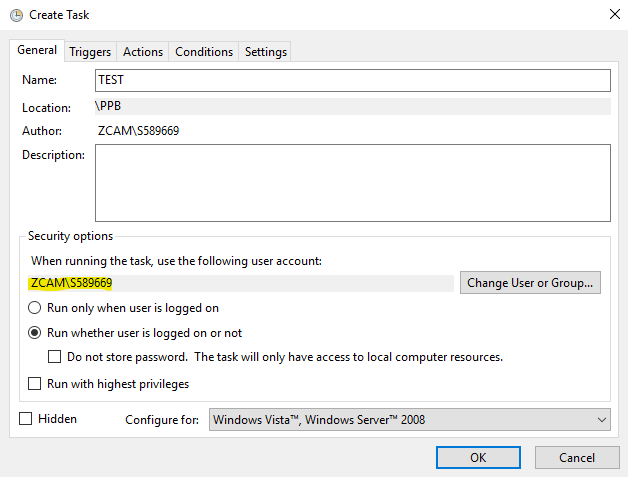 Create Task
General Triggers Actions Conditions Settings
Name: TEST
Location: \PPB
Author: ZCAM\S589669
Description:
Security options
When running the task, use the following user account:
ZCAM\S589669 Change User or Group...
Run only when user is logged on
Run whether user is logged on or not
Do not store password. The task will only have access to local computer resources.
Run with highest privileges
Hidden Configure for: Windows Vista™, Windows Server™ 2008
OK Cancel